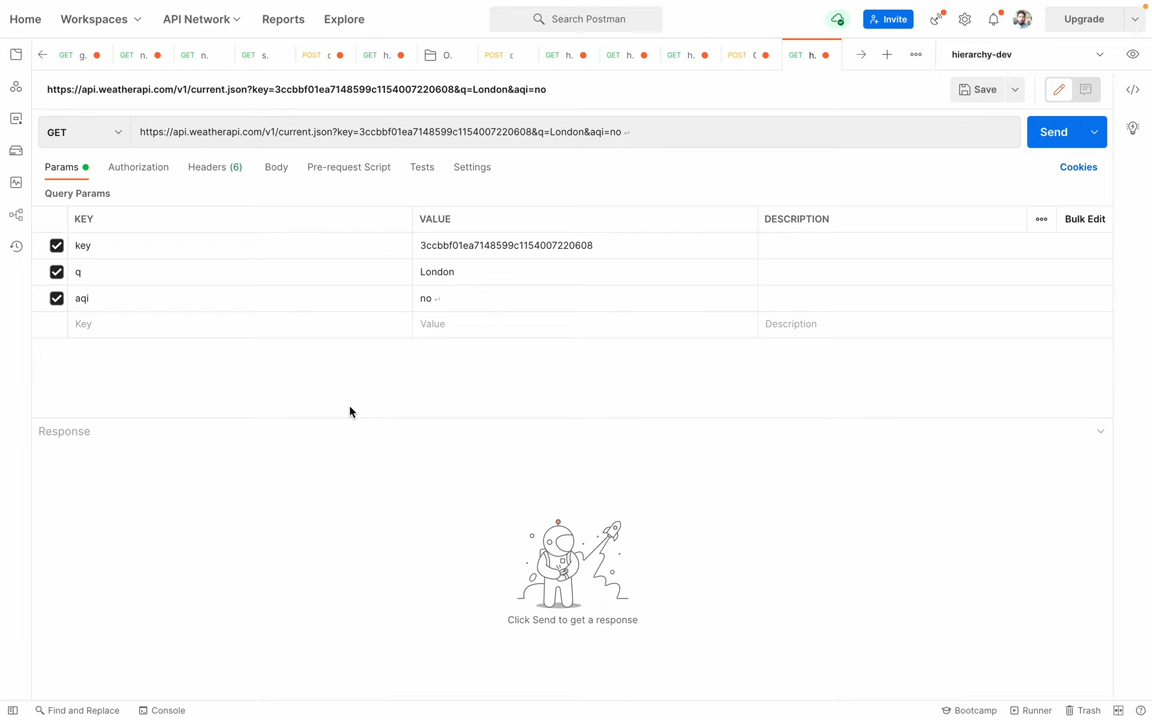 Home Workspaces API Network Reports Explore Search Postman Invite Upgrade
GET g. GET n. GET n. GET s. POST c GET h. O. POST c GET h. GET h. GET h. POST GET h. hierarchy-dev
https://api.weatherapi.com/v1/current.json?key=3ccbbf01ea7148599c1154007220608&q=London&aqi=no Save
GET https://api.weatherapi.com/v1/current.json?key=3ccbbf01ea7148599c1154007220608&q=London&aqi=no Send
Params Authorization Headers (6) Body Pre-request Script Tests Settings Cookies
Query Params
KEY VALUE DESCRIPTION Bulk Edit
key 3ccbbf01ea7148599c1154007220608
q London
aqi no
Key Value Description
Response
Click Send to get a response
Find and Replace Console Bootcamp Runner Trash